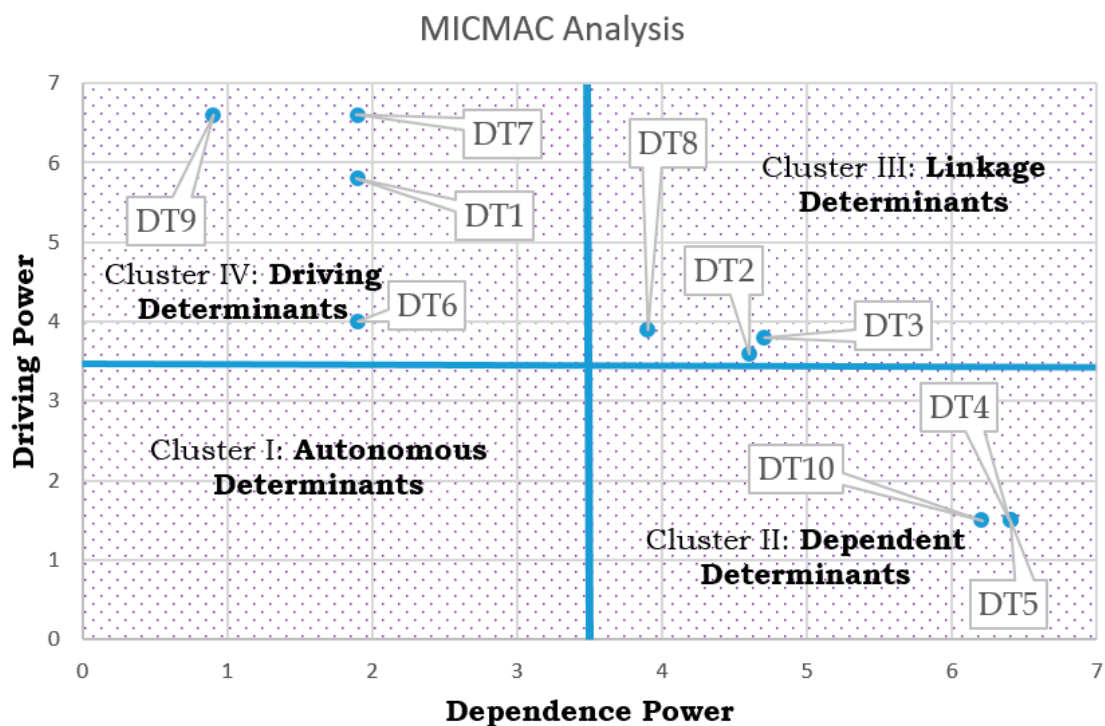 MICMAC Analysis
7
6
5
4
3
2
1
0
Driving Power
DT9
DT7
DT1
DT6
Cluster IV: Driving
Determinants
DT8
DT2
DT3
Cluster III: Linkage
Determinants
Cluster I: Autonomous
Determinants
DT4
DT10
DT5
Cluster II: Dependent
Determinants
0 1 2 3 4 5 6 7
Dependence Power